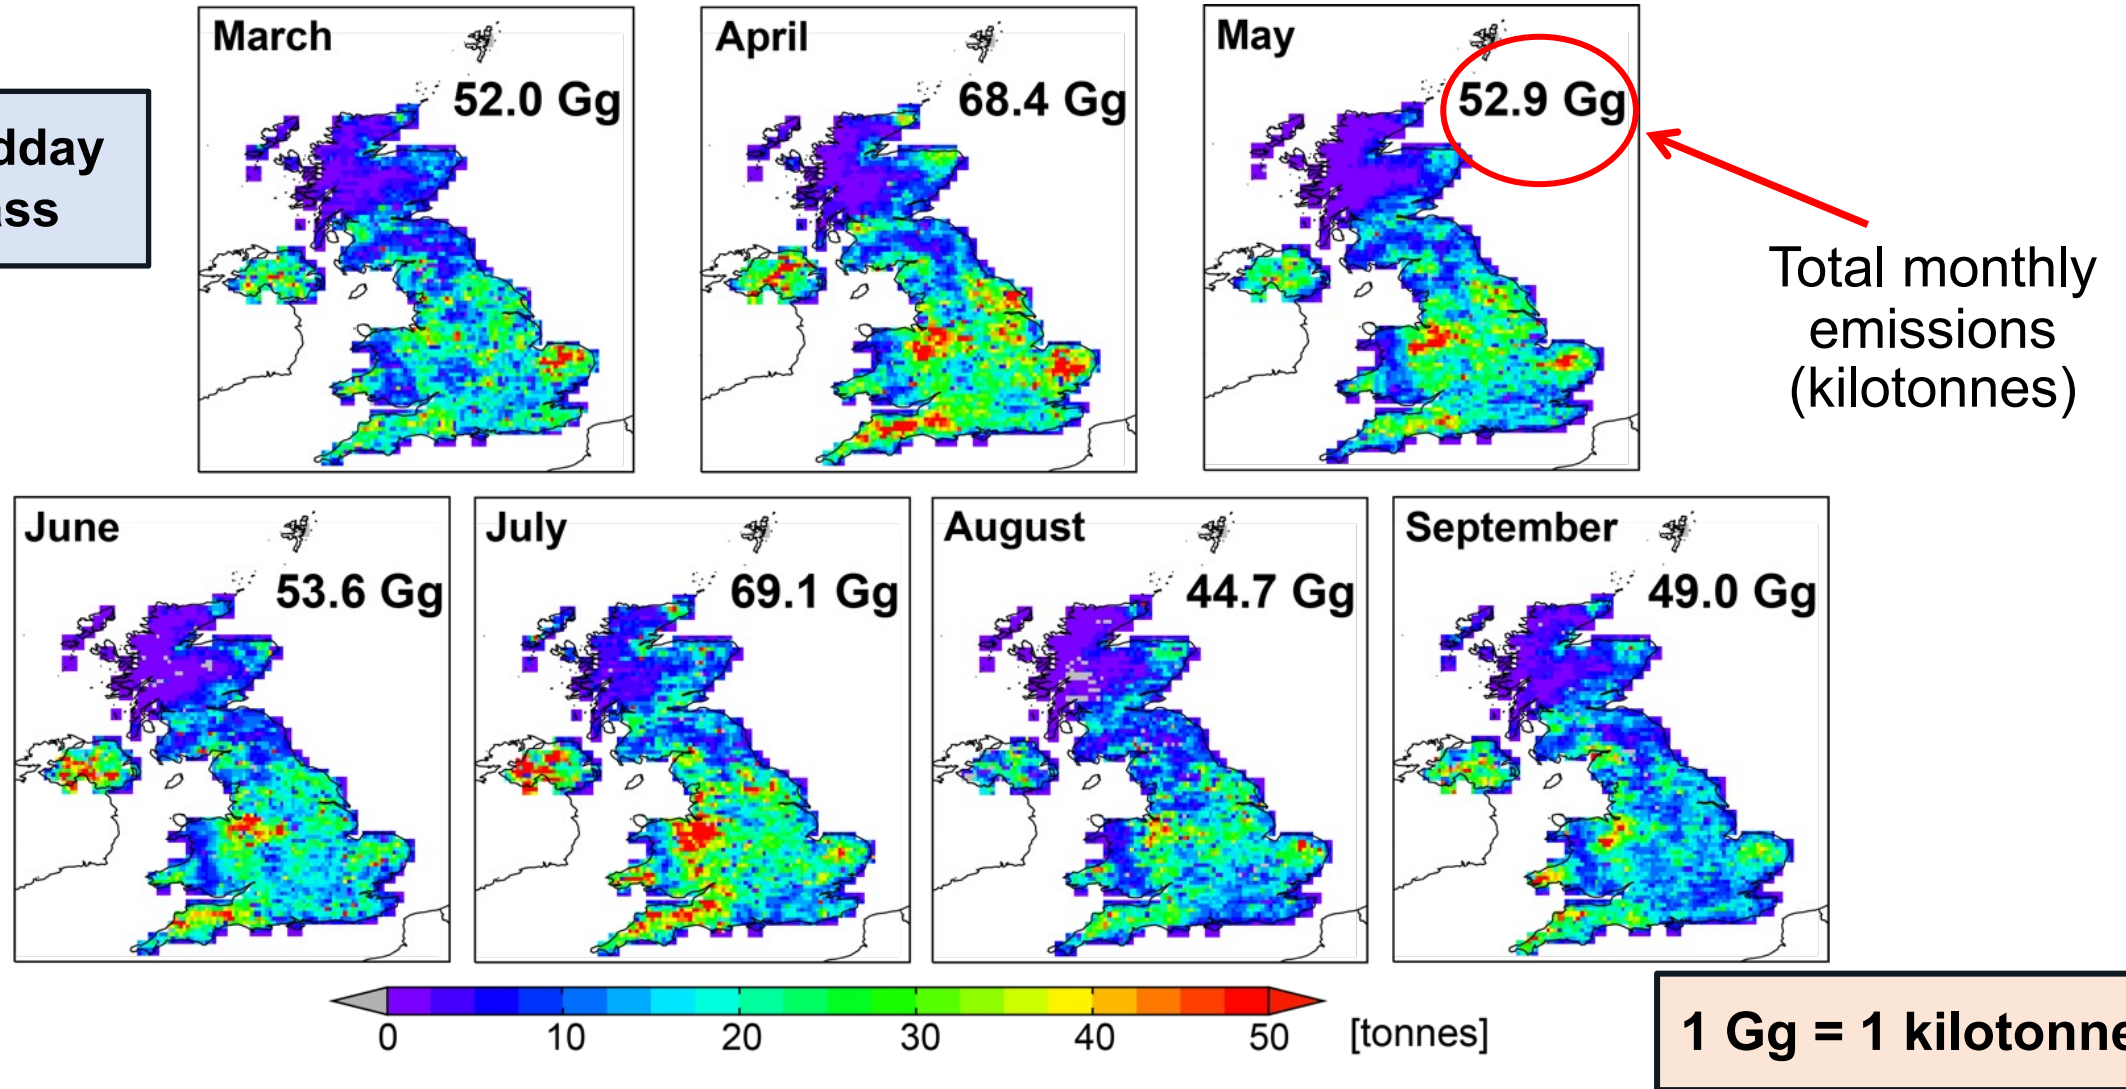 March
52.0 Gg
April
68.4 Gg
May
52.9 Gg
Total monthly
emissions
(kilotonnes)
June
53.6 Gg
July
69.1 Gg
August
44.7 Gg
September
49.0 Gg
0 10 20 30 40 50 [tonnes]
1 Gg = 1 kilotonne